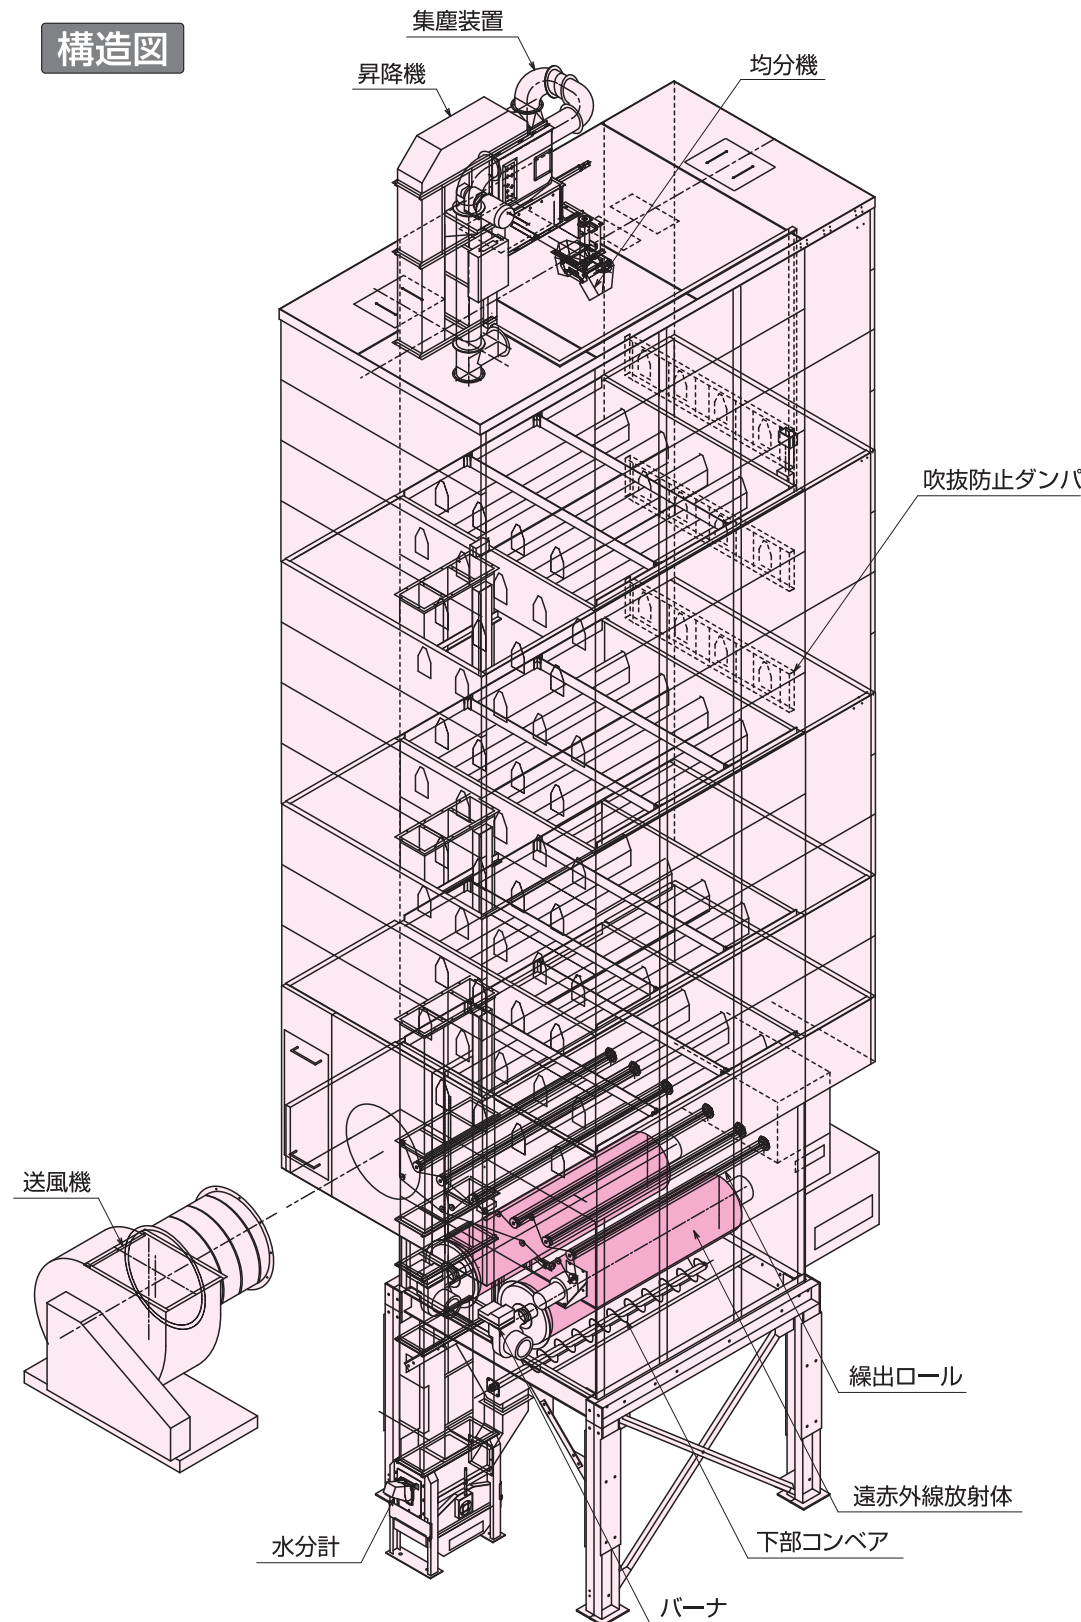 構造図
集塵装置
昇降機
均分機
吹抜防止ダンパ
送風機
繰出ロール
遠赤外線放射体
下部コンベア
水分計
バーナ